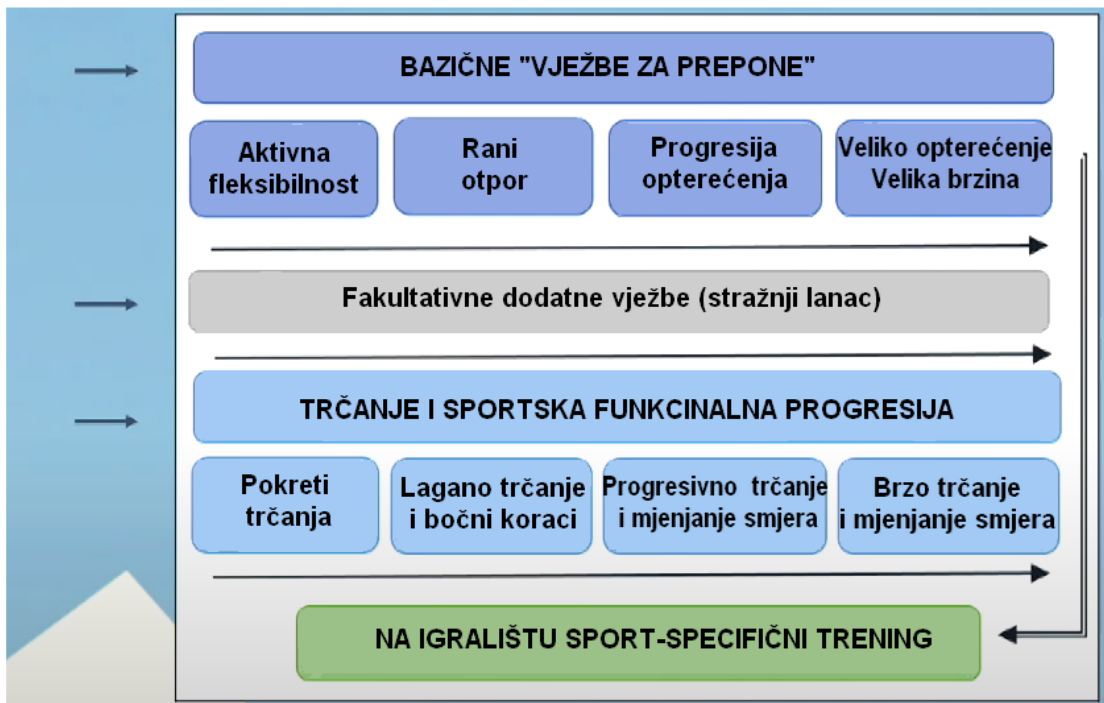 BAZIČNE "VJEŽBE ZA PREPONE"
Aktivna
fleksibilnost
Rani
otpor
Progresija
opterećenja
Veliko opterećenje
Velika brzina
Fakultativne dodatne vježbe (stražnji lanac)
TRČANJE I SPORTSKA FUNKCINALNA PROGRESIJA
Pokreti
trčanja
Lagano trčanje
i bočni koraci
Progresivno trčanje
i mjenjanje smjera
Brzo trčanje
i mjenjanje smjera
NA IGRALIŠTU SPORT-SPECIFIČNI TRENING